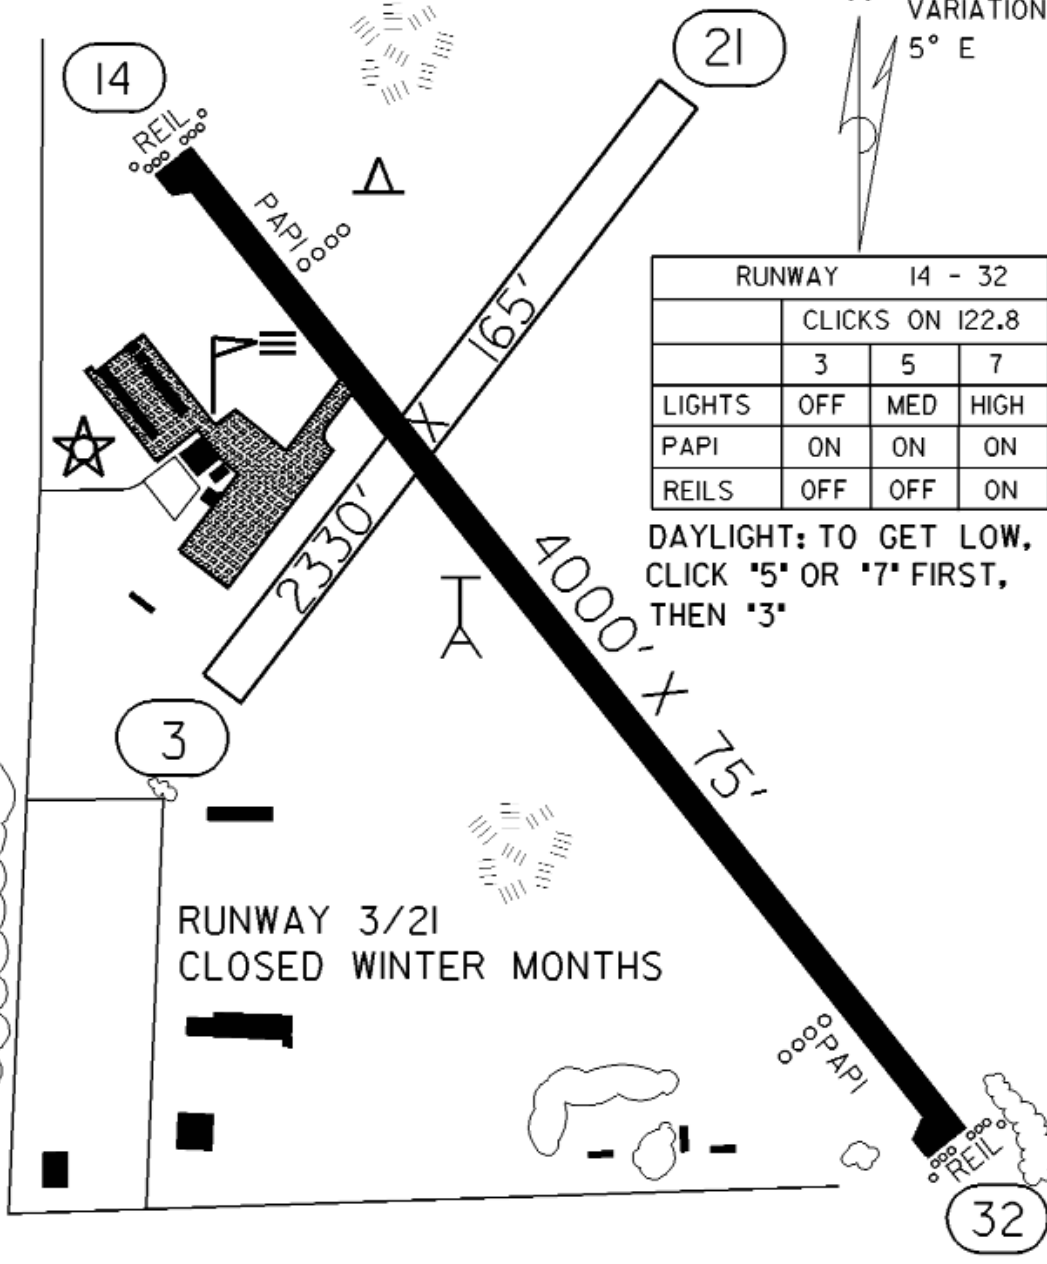 VARIATION
5° E
21
14
REIL
PAPI
165'
X
2330'
RUNWAY 14 - 32
CLICKS ON 122.8
3 5 7
LIGHTS OFF MED HIGH
PAPI ON ON ON
REILS OFF OFF ON
DAYLIGHT: TO GET LOW,
CLICK "5" OR "7" FIRST,
THEN "3"
4000' X 75'
3
RUNWAY 3/21
CLOSED WINTER MONTHS
PAPI
REIL
32